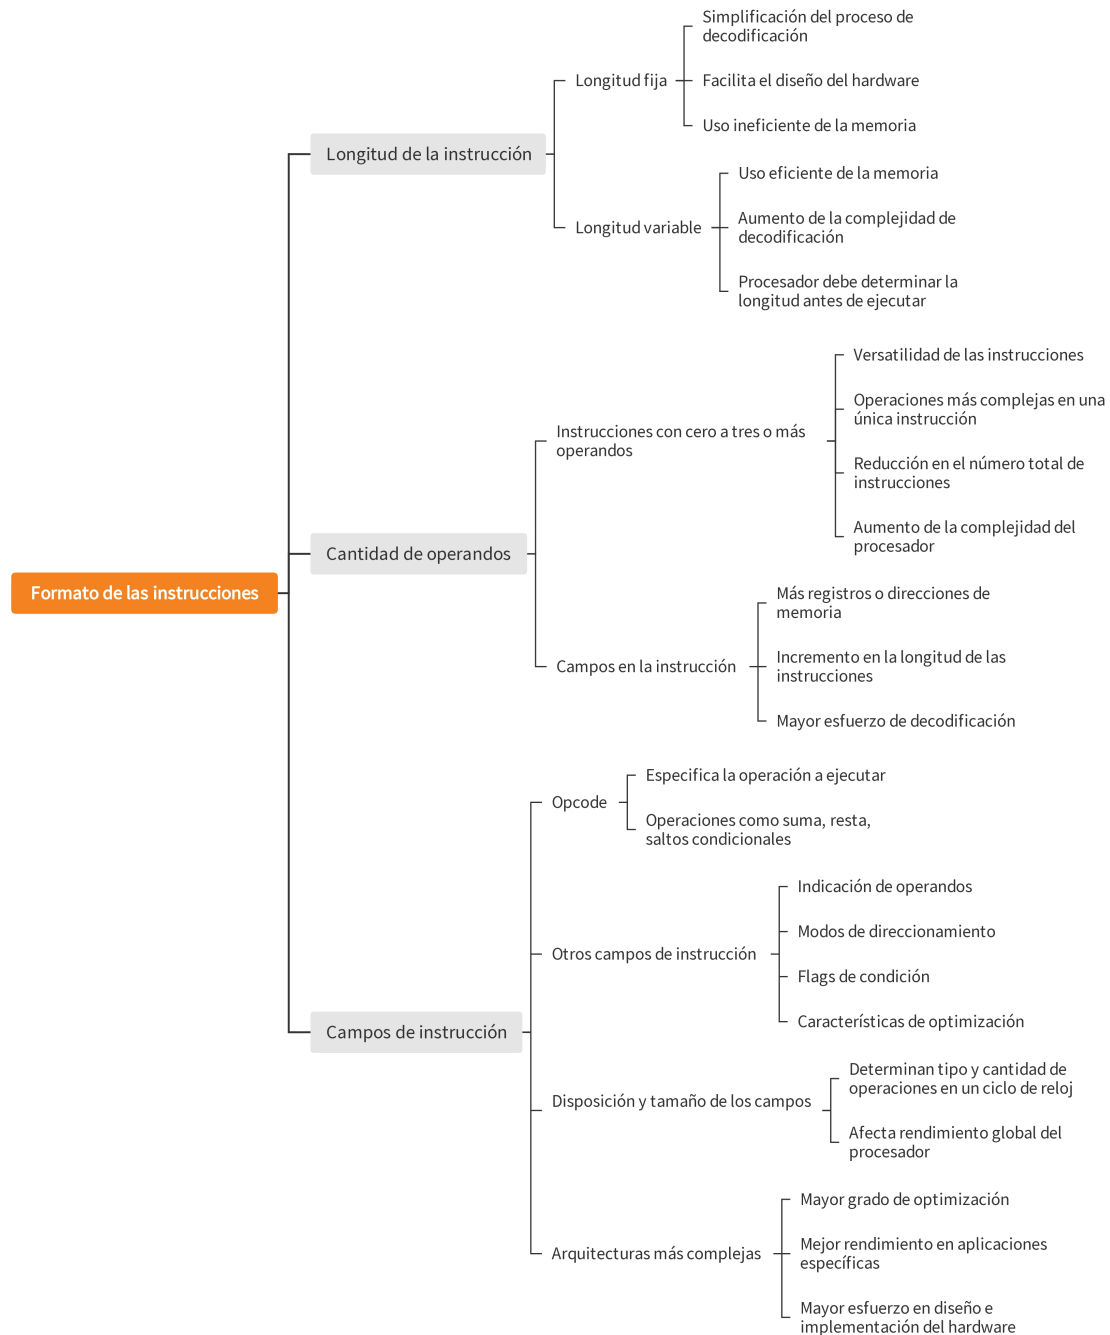 Formato de las instrucciones
Longitud de la instrucción
Longitud fija
Simplificación del proceso de
decodificación
Facilita el diseño del hardware
Uso ineficiente de la memoria
Longitud variable
Uso eficiente de la memoria
Aumento de la complejidad de
decodificación
Procesador debe determinar la
longitud antes de ejecutar
Cantidad de operandos
Instrucciones con cero a tres o más
operandos
Versatilidad de las instrucciones
Operaciones más complejas en una
única instrucción
Reducción en el número total de
instrucciones
Aumento de la complejidad del
procesador
Campos en la instrucción
Más registros o direcciones de
memoria
Incremento en la longitud de las
instrucciones
Mayor esfuerzo de decodificación
Campos de instrucción
Opcode
Especifica la operación a ejecutar
Operaciones como suma, resta,
saltos condicionales
Otros campos de instrucción
Indicación de operandos
Modos de direccionamiento
Flags de condición
Características de optimización
Disposición y tamaño de los campos
Determinan tipo y cantidad de
operaciones en un ciclo de reloj
Afecta rendimiento global del
procesador
Arquitecturas más complejas
Mayor grado de optimización
Mejor rendimiento en aplicaciones
específicas
Mayor esfuerzo en diseño e
implementación del hardware